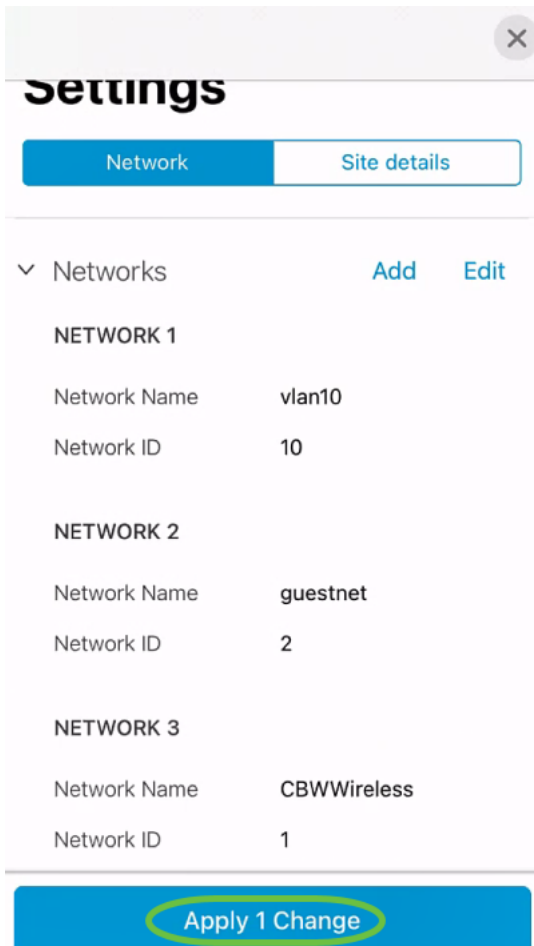 Settings
Network Site details
Networks Add Edit
NETWORK 1
Network Name vlan10
Network ID 10
NETWORK 2
Network Name guestnet
Network ID 2
NETWORK 3
Network Name CBWWireless
Network ID 1
Apply 1 Change